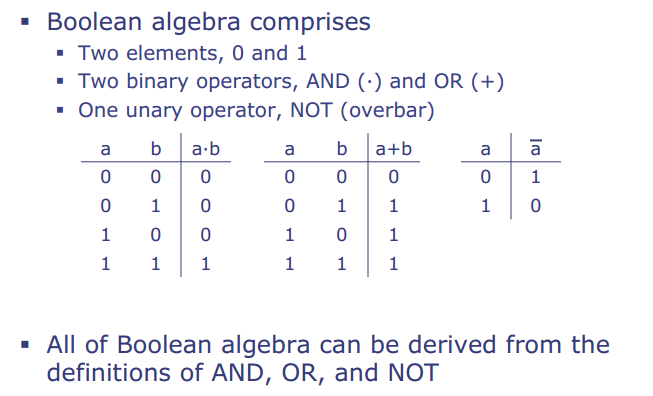 ▪ Boolean algebra comprises
▪ Two elements, 0 and 1
▪ Two binary operators, AND (·) and OR (+)
▪ One unary operator, NOT (overbar)
a b a·b a b a+b a a̅
0 0 0 0 0 0 0 1
0 1 0 0 1 1 1 0
1 0 0 1 0 1
1 1 1 1 1 1
▪ All of Boolean algebra can be derived from the
definitions of AND, OR, and NOT